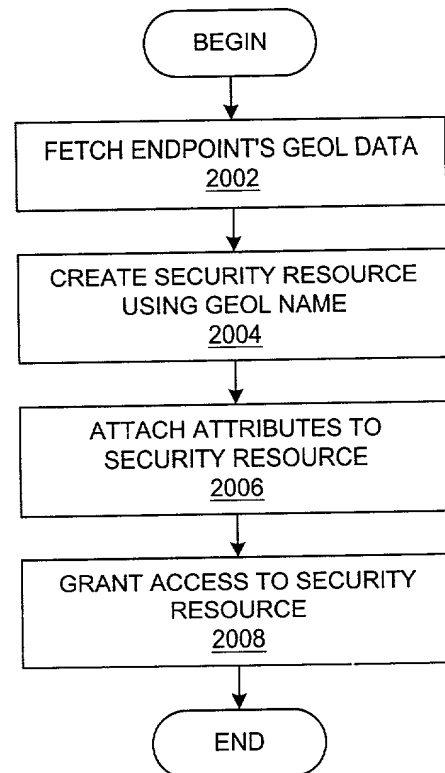 BEGIN
FETCH ENDPOINT'S GEOL DATA
2002
CREATE SECURITY RESOURCE
USING GEOL NAME
2004
ATTACH ATTRIBUTES TO
SECURITY RESOURCE
2006
GRANT ACCESS TO SECURITY
RESOURCE
2008
END